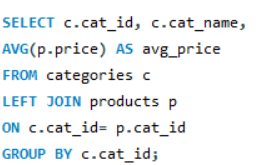 SELECT c.cat_id, c.cat_name,
AVG(p.price) AS avg_price
FROM categories c
LEFT JOIN products p
ON c.cat_id= p.cat_id
GROUP BY c.cat_id;